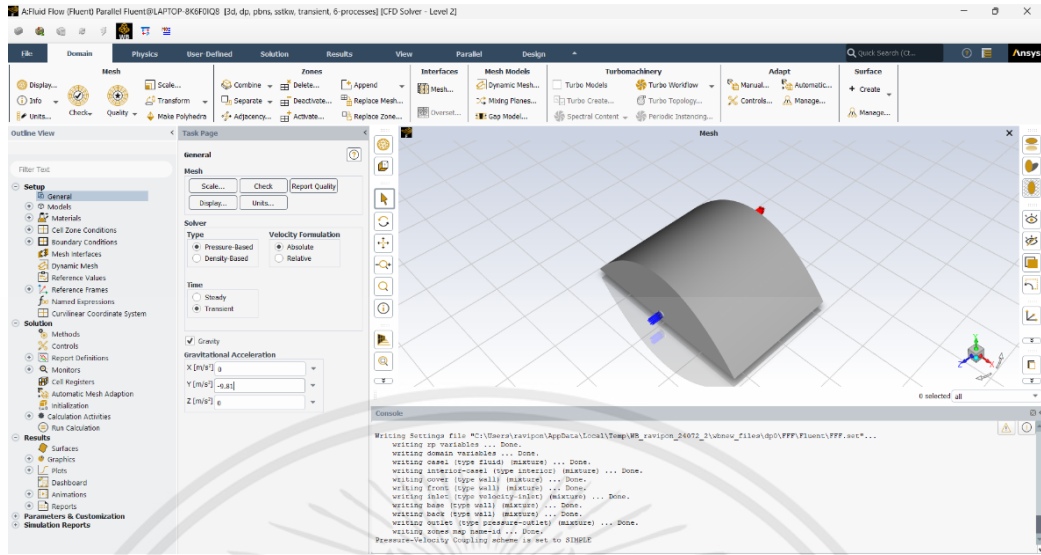 A:Fluid Flow (Fluent) Parallel Fluent@LAPTOP-8K6F0IQ8 [3d, dp, pbns, sstkw, transient, 6-processes] [CFD Solver - Level 2]
File Domain Physics User-Defined Solution Results View Parallel Design Quick Search (Ct... Ansys
Mesh Zones Interfaces Mesh Models Turbomachinery Adapt Surface
Display... Scale... Combine Delete... Append Mesh... Dynamic Mesh... Turbo Models Turbo Workflow Manual... Automatic... + Create
Info Check Quality Transform Separate Deactivate... Replace Mesh... Mixing Planes... Turbo Create... Turbo Topology... Controls... Manage...
Units... Make Polyhedra Adjacency... Activate... Replace Zone... Overset... Gap Model... Spectral Content Periodic Instancing... Manage...
Outline View
Filter Text
Setup
General
Models
Materials
Cell Zone Conditions
Boundary Conditions
Mesh Interfaces
Dynamic Mesh
Reference Values
Reference Frames
Named Expressions
Curvilinear Coordinate System
Solution
Methods
Controls
Report Definitions
Monitors
Cell Registers
Automatic Mesh Adaption
Initialization
Calculation Activities
Run Calculation
Results
Surfaces
Graphics
Plots
Dashboard
Animations
Reports
Parameters & Customization
Simulation Reports
Task Page
General
Mesh
Scale... Check Report Quality
Display... Units...
Solver
Type Velocity Formulation
Pressure-Based Absolute
Density-Based Relative
Time
Steady
Transient
Gravity
Gravitational Acceleration
X [m/s²] 0
Y [m/s²] -9.81
Z [m/s²] 0
Mesh
0 selected all
Console
Writing Settings file "C:\Users\ravipon\AppData\Local\Temp\WB_ravipon_24072_2\wbnew_files\dp0\FFF\Fluent\FFF.set"...
writing rp variables ... Done.
writing domain variables ... Done.
writing case1 (type fluid) (mixture) ... Done.
writing interior-case1 (type interior) (mixture) ... Done.
writing cover (type wall) (mixture) ... Done.
writing front (type wall) (mixture) ... Done.
writing inlet (type velocity-inlet) (mixture) ... Done.
writing base (type wall) (mixture) ... Done.
writing back (type wall) (mixture) ... Done.
writing outlet (type pressure-outlet) (mixture) ... Done.
writing zones map name-id ... Done.
Pressure-Velocity Coupling scheme is set to SIMPLE